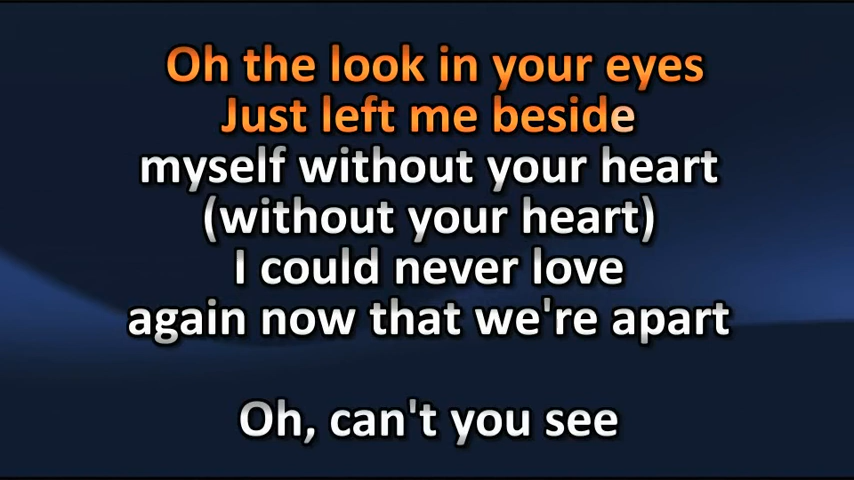 Oh the look in your eyes
Just left me beside
myself without your heart
(without your heart)
I could never love
again now that we're apart
Oh, can't you see